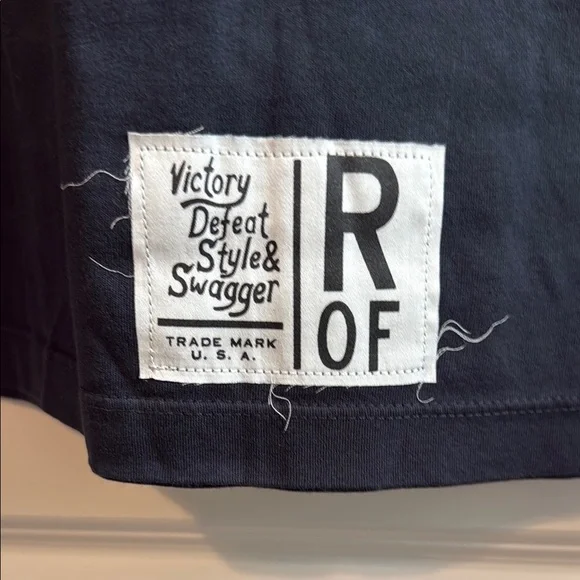 Victory
Defeat
Style&
Swagger
TRADE MARK
U. S. A.
R
OF